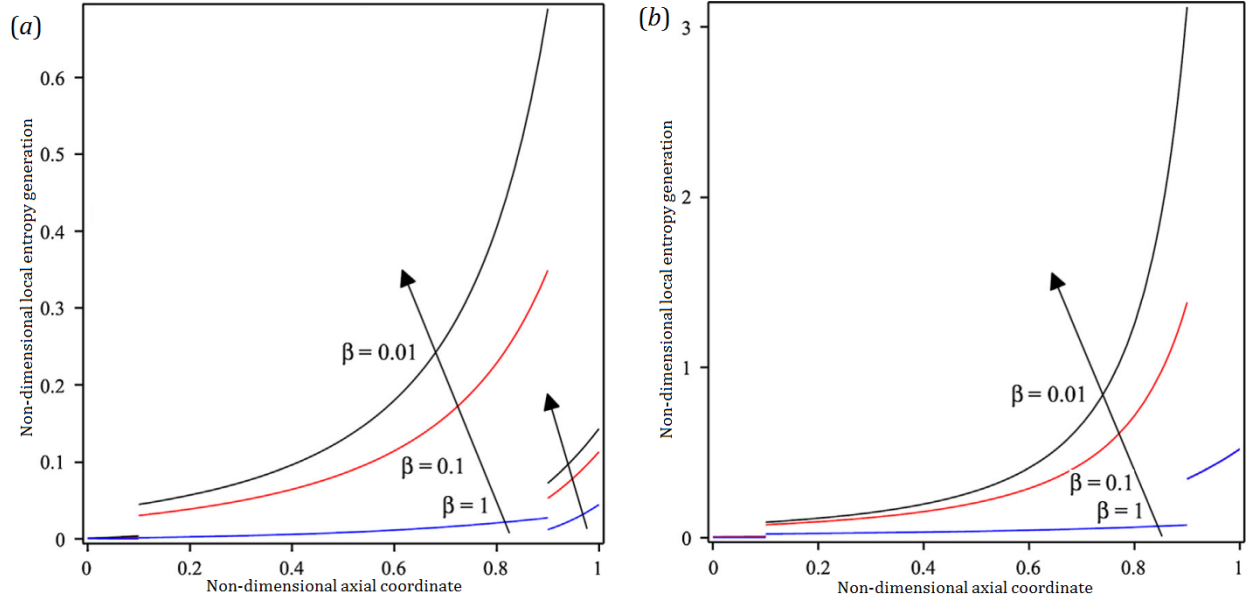 (a)
Non-dimensional local entropy generation
0.6
0.5
0.4
0.3
0.2
0.1
0
β = 0.01
β = 0.1
β = 1
0 0.2 0.4 0.6 0.8 1
Non-dimensional axial coordinate
(b)
Non-dimensional local entropy generation
3
2
1
0
β = 0.01
β = 0.1
β = 1
0 0.2 0.4 0.6 0.8 1
Non-dimensional axial coordinate